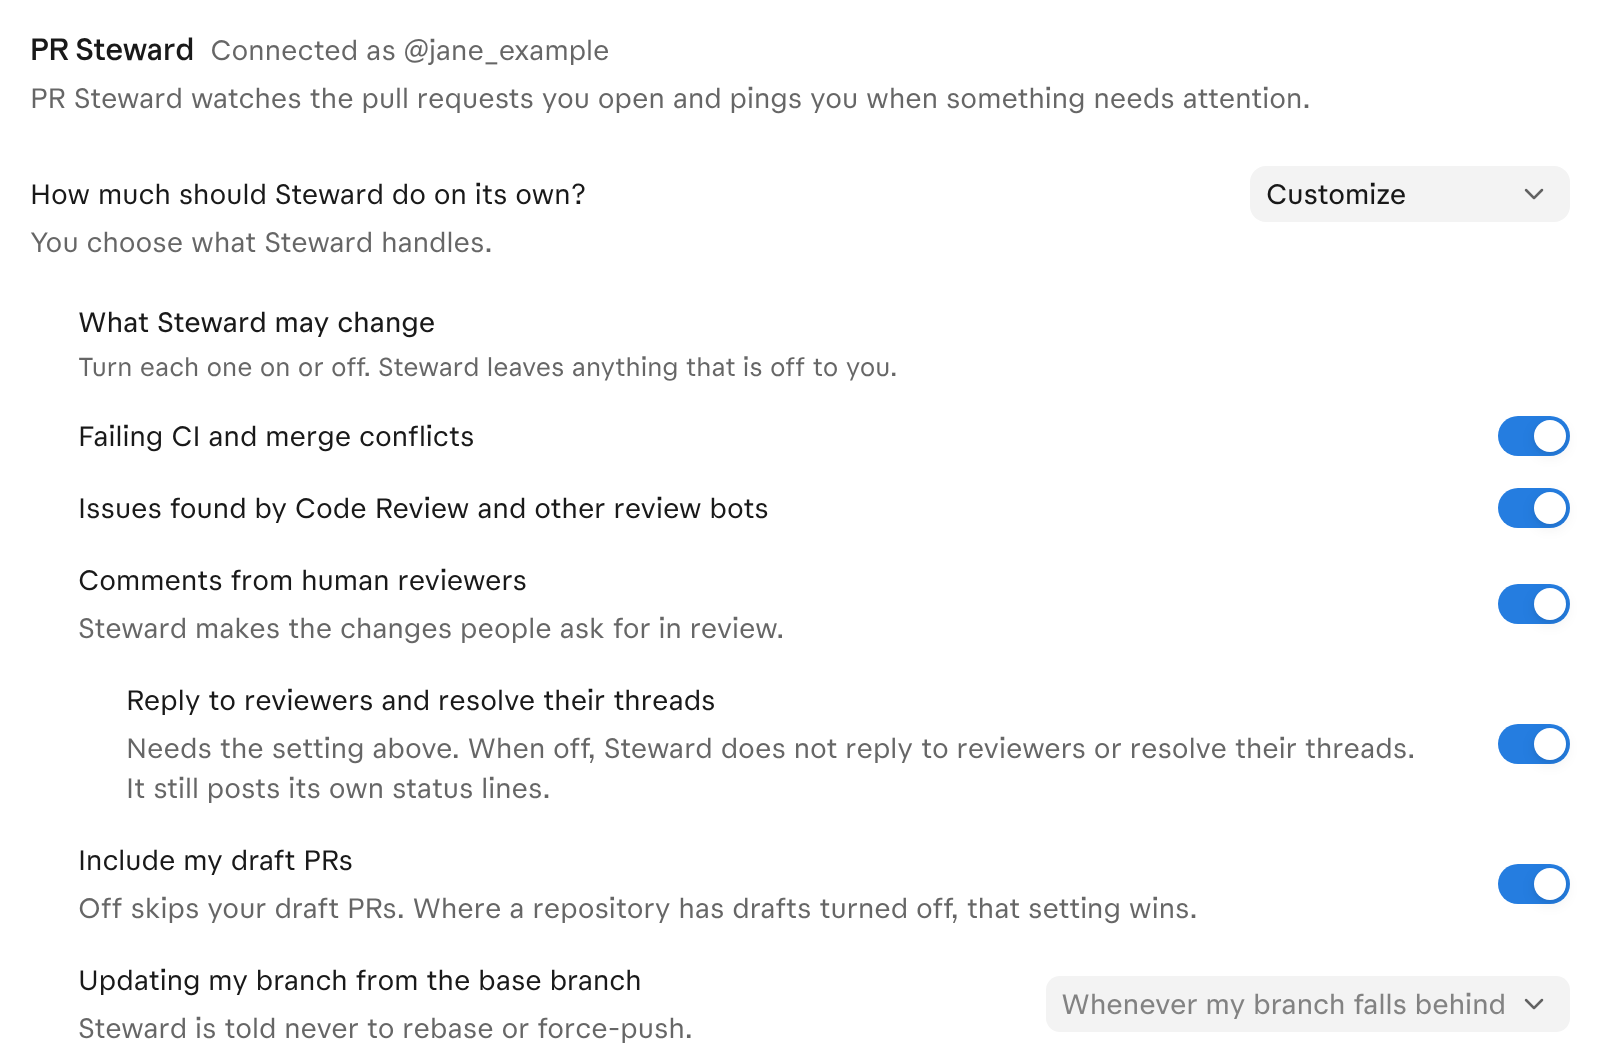 PR Steward Connected as @jane_example
PR Steward watches the pull requests you open and pings you when something needs attention.
How much should Steward do on its own?
Customize
You choose what Steward handles.
What Steward may change
Turn each one on or off. Steward leaves anything that is off to you.
Failing CI and merge conflicts
Issues found by Code Review and other review bots
Comments from human reviewers
Steward makes the changes people ask for in review.
Reply to reviewers and resolve their threads
Needs the setting above. When off, Steward does not reply to reviewers or resolve their threads.
It still posts its own status lines.
Include my draft PRs
Off skips your draft PRs. Where a repository has drafts turned off, that setting wins.
Updating my branch from the base branch
Whenever my branch falls behind
Steward is told never to rebase or force-push.